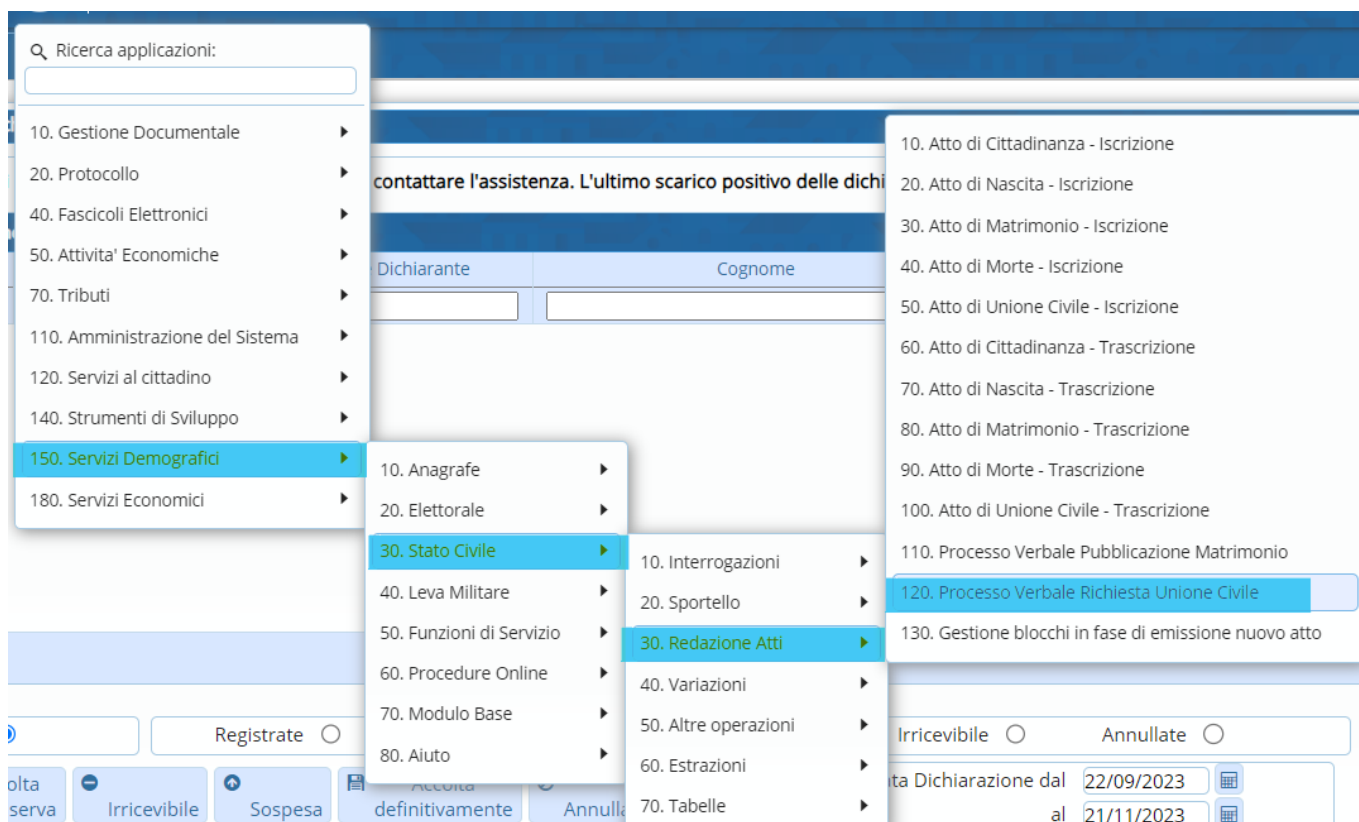 Ricerca applicazioni:
10. Gestione Documentale
20. Protocollo
40. Fascicoli Elettronici
50. Attivita' Economiche
70. Tributi
110. Amministrazione del Sistema
120. Servizi al cittadino
140. Strumenti di Sviluppo
150. Servizi Demografici
180. Servizi Economici
contattare l'assistenza. L'ultimo scarico positivo delle dichi
Dichiarante
Cognome
10. Anagrafe
20. Elettorale
30. Stato Civile
40. Leva Militare
50. Funzioni di Servizio
60. Procedure Online
70. Modulo Base
80. Aiuto
10. Interrogazioni
20. Sportello
30. Redazione Atti
40. Variazioni
50. Altre operazioni
60. Estrazioni
70. Tabelle
10. Atto di Cittadinanza - Iscrizione
20. Atto di Nascita - Iscrizione
30. Atto di Matrimonio - Iscrizione
40. Atto di Morte - Iscrizione
50. Atto di Unione Civile - Iscrizione
60. Atto di Cittadinanza - Trascrizione
70. Atto di Nascita - Trascrizione
80. Atto di Matrimonio - Trascrizione
90. Atto di Morte - Trascrizione
100. Atto di Unione Civile - Trascrizione
110. Processo Verbale Pubblicazione Matrimonio
120. Processo Verbale Richiesta Unione Civile
130. Gestione blocchi in fase di emissione nuovo atto
Registrate
Irricevibile
Annullate
olta
serva
Irricevibile
Sospesa
Accolta
definitivamente
Annulla
ta Dichiarazione dal 22/09/2023
al 21/11/2023